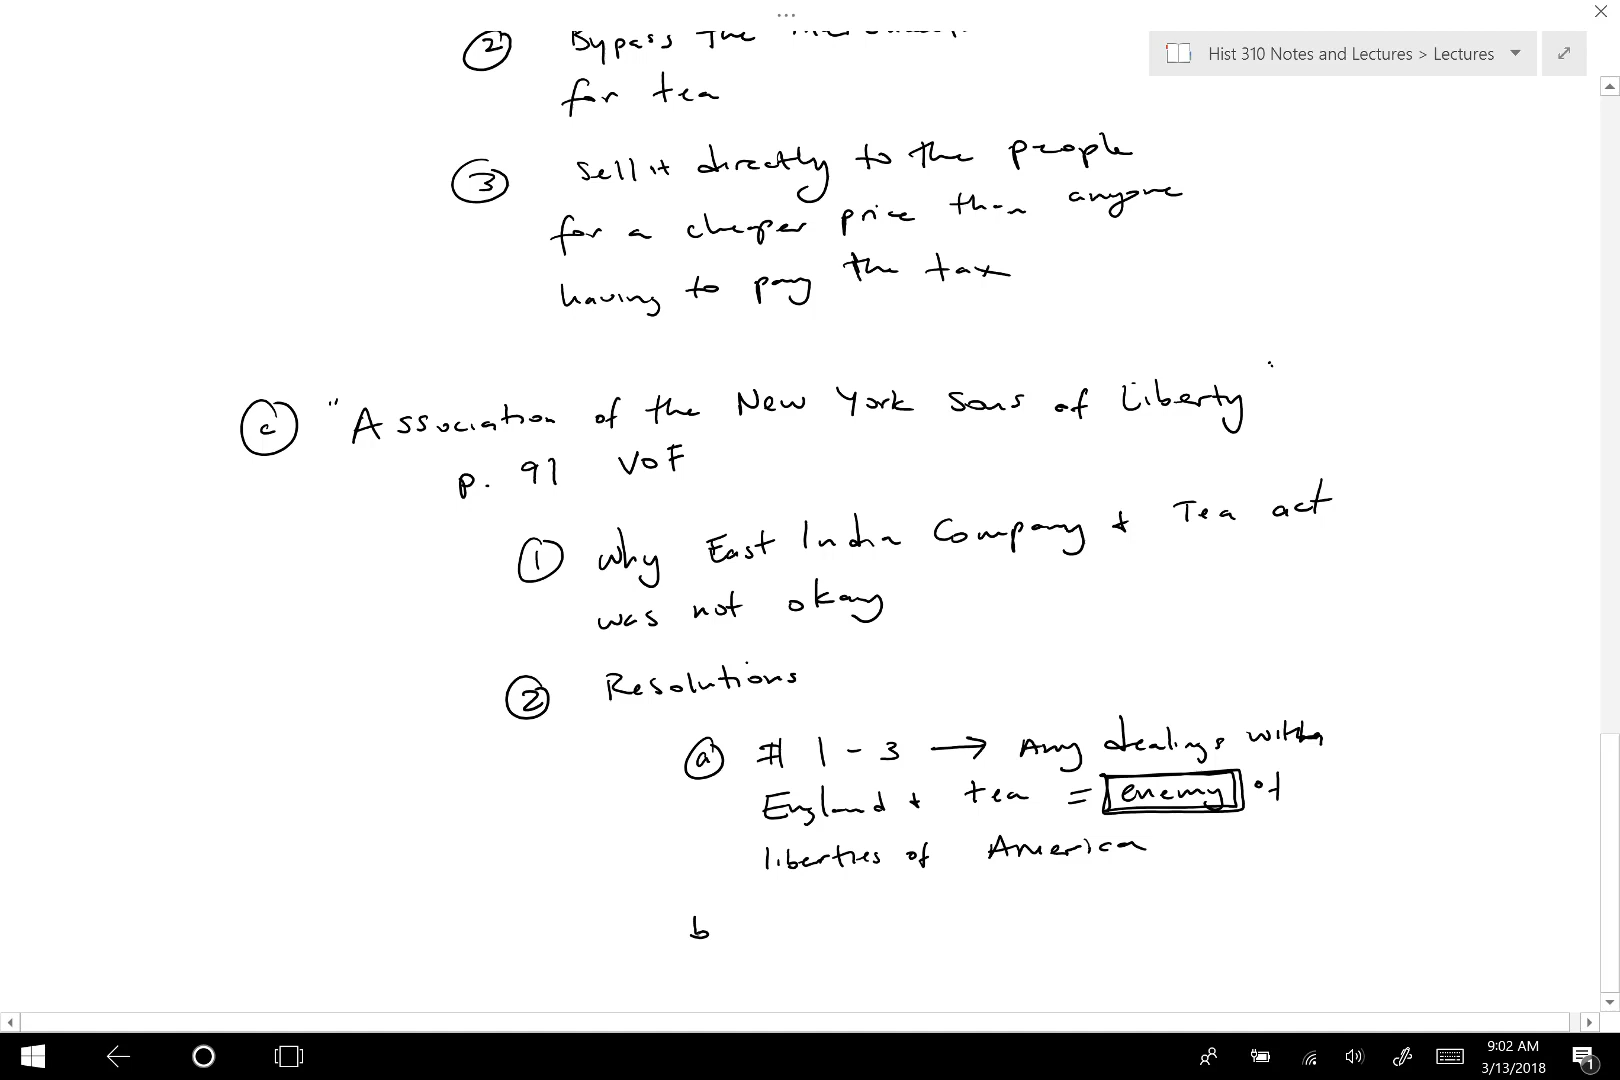 ② Bypass the
for tea
③ Sell it directly to the people
for a cheaper price than anyone
having to pay the tax
ⓒ "Association of the New York Sons of Liberty"
p. 91 VOF
① Why East India Company + Tea act
was not okay
② Resolutions
ⓐ # 1 - 3 → Any dealings with
England + tea = enemy of
liberties of America
b
Hist 310 Notes and Lectures > Lectures
9:02 AM
3/13/2018
1